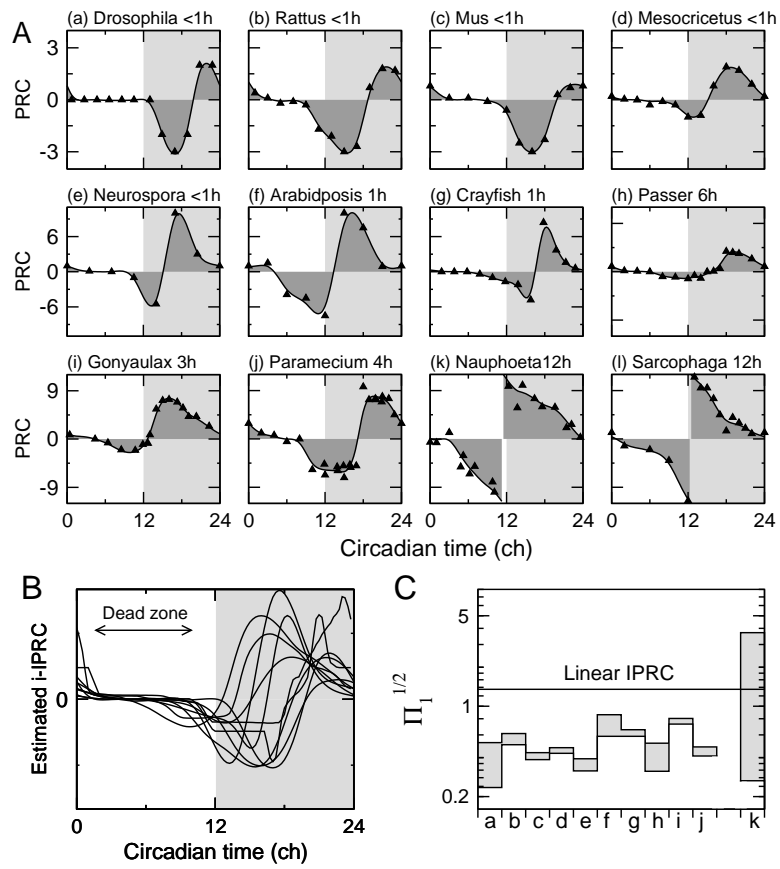 A
(a) Drosophila <1h
(b) Rattus <1h
(c) Mus <1h
(d) Mesocricetus <1h
3
0
-3
PRC
(e) Neurospora <1h
(f) Arabidposis 1h
(g) Crayfish 1h
(h) Passer 6h
6
0
-6
PRC
(i) Gonyaulax 3h
(j) Paramecium 4h
(k) Nauphoeta12h
(l) Sarcophaga 12h
9
0
-9
PRC
0 12 24 0 12 24 0 12 24 0 12 24
Circadian time (ch)
B
Dead zone
Estimated i-IPRC
0
0 12 24
Circadian time (ch)
C
5
Linear IPRC
1
0.2
Π₁^1/2
a b c d e f g h i j k